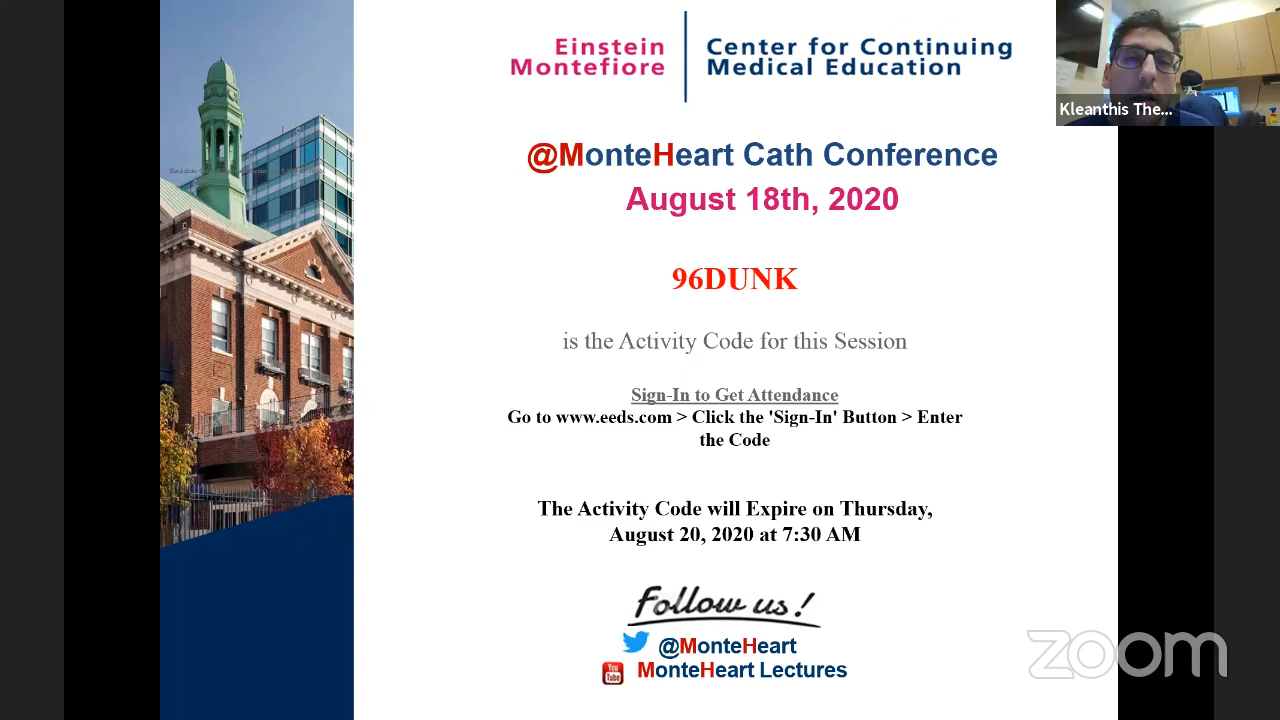 Einstein
Montefiore
Center for Continuing
Medical Education
Kleanthis The...
@MonteHeart Cath Conference
August 18th, 2020
96DUNK
is the Activity Code for this Session
Sign-In to Get Attendance
Go to www.eeds.com > Click the 'Sign-In' Button > Enter
the Code
The Activity Code will Expire on Thursday,
August 20, 2020 at 7:30 AM
Follow us!
@MonteHeart
You
Tube
MonteHeart Lectures
zoom